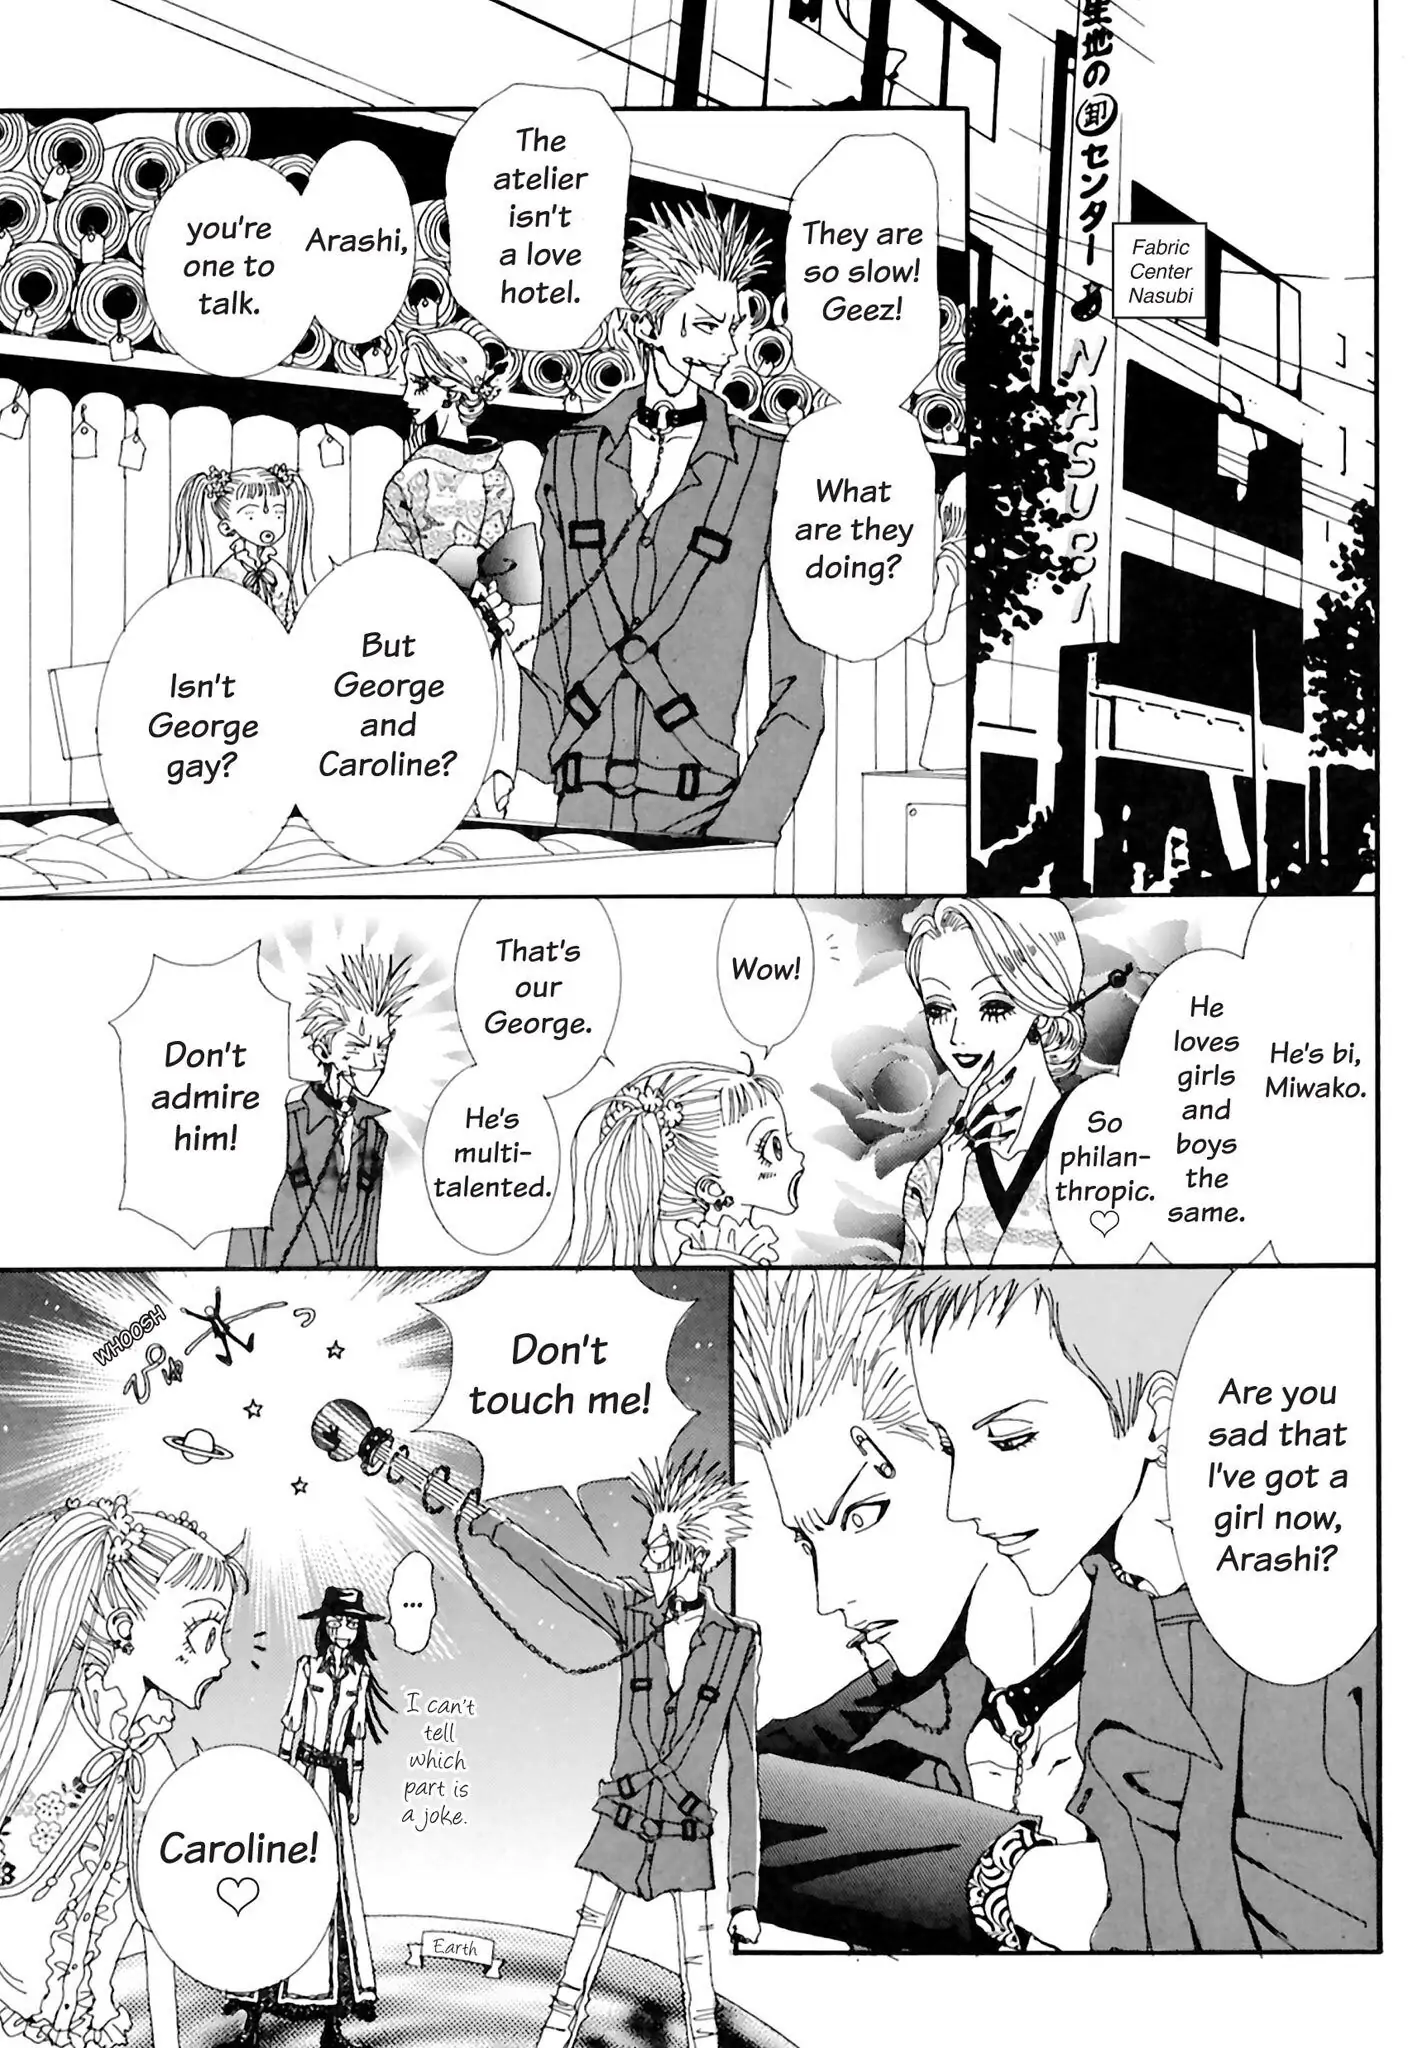 生地の卸センター
NASUBI
Fabric
Center
Nasubi
They are
so slow!
Geez!
What
are they
doing?
The
atelier
isn't
a love
hotel.
Arashi,
you're
one to
talk.
But
George
and
Caroline?
Isn't
George
gay?
He's bi,
Miwako.
He
loves
girls
and
boys
the
same.
So
philan-
thropic.
♡
Wow!
That's
our
George.
He's
multi-
talented.
Don't
admire
him!
Are you
sad that
I've got a
girl now,
Arashi?
Don't
touch me!
WHOOSH
ぴゅーっ
...
I can't
tell
which
part is
a joke.
Caroline!
♡
Earth